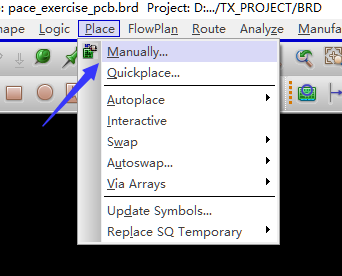 : pace_exercise_pcb.brd  Project: D:.../TX_PROJECT/BRD
ape Logic Place FlowPlan Route Analyze Manufa
Manually...
Quickplace...
Autoplace
Interactive
Swap
Autoswap...
Via Arrays
Update Symbols...
Replace SQ Temporary